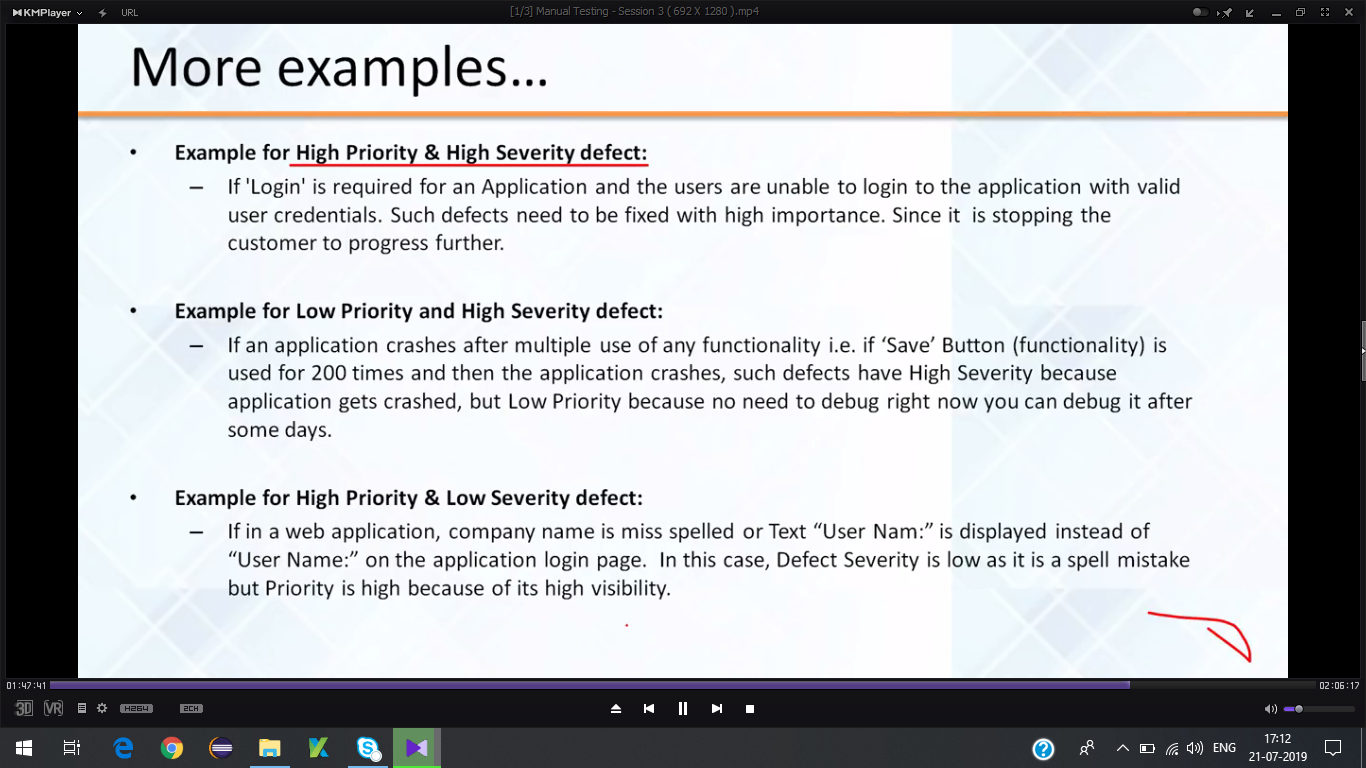 KMPlayer
URL
[1/3] Manual Testing - Session 3 ( 692 X 1280 ).mp4
More examples...
• Example for High Priority & High Severity defect:
– If 'Login' is required for an Application and the users are unable to login to the application with valid
user credentials. Such defects need to be fixed with high importance. Since it  is stopping the
customer to progress further.
• Example for Low Priority and High Severity defect:
– If an application crashes after multiple use of any functionality i.e. if ‘Save’ Button (functionality) is
used for 200 times and then the application crashes, such defects have High Severity because
application gets crashed, but Low Priority because no need to debug right now you can debug it after
some days.
• Example for High Priority & Low Severity defect:
– If in a web application, company name is miss spelled or Text “User Nam:” is displayed instead of
“User Name:” on the application login page.  In this case, Defect Severity is low as it is a spell mistake
but Priority is high because of its high visibility.
01:47:41
02:06:17
3D VR H264 2CH
ENG
17:12
21-07-2019